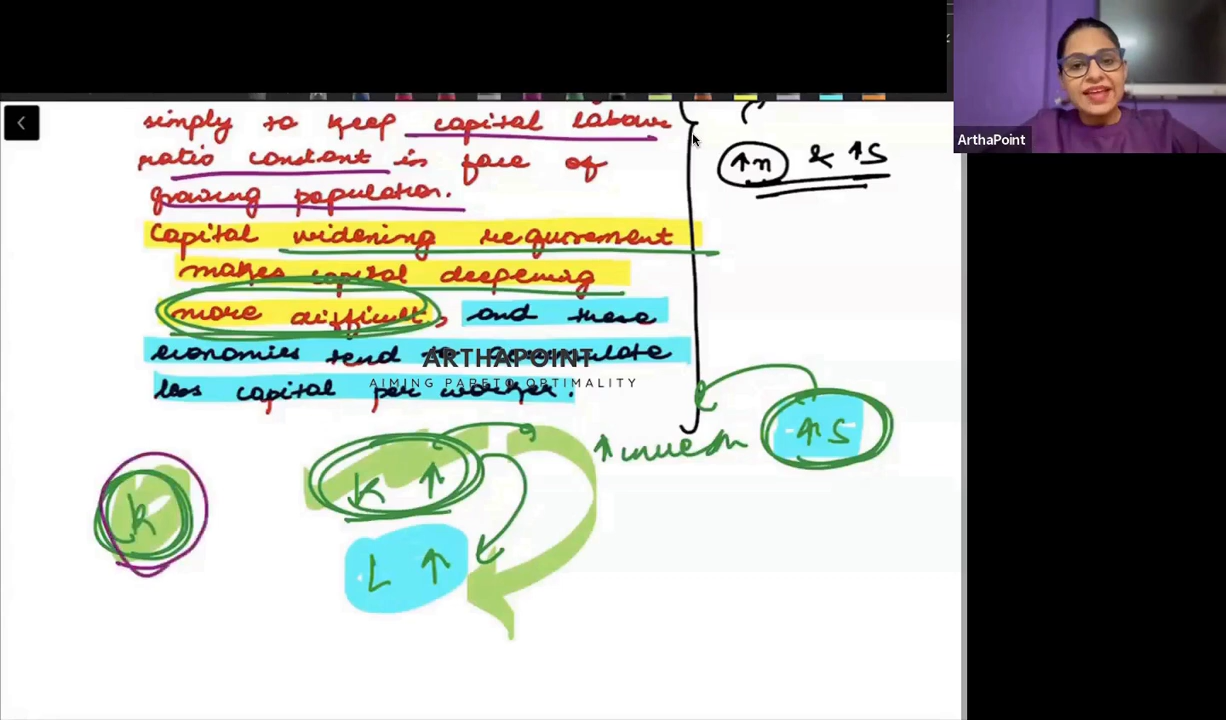 ArthaPoint
simply to keep capital labour
ratio constant in face of
growing population.
Capital widening requirement
makes capital deepening
more difficult, and these
economies tend to accumulate
less capital per worker.
ARTHAPOINT
AIMING PARETO OPTIMALITY
↑n & ↑S
↑ S
k
K ↑
L ↑